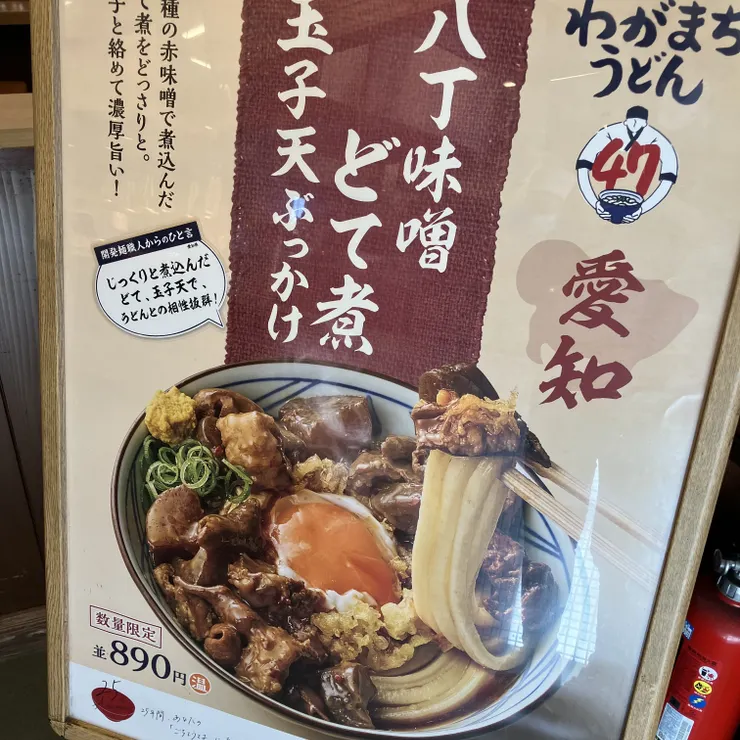 わがまち
うどん
47
愛知
八丁味噌
どて煮
玉子天ぶっかけ
種の赤味噌で煮込んだ
て煮をどっさりと。
子と絡めて濃厚旨い!
開発麺職人からのひと言
じっくりと煮込んだ
どて、玉子天で、
うどんとの相性抜群!
数量限定
並890円 温